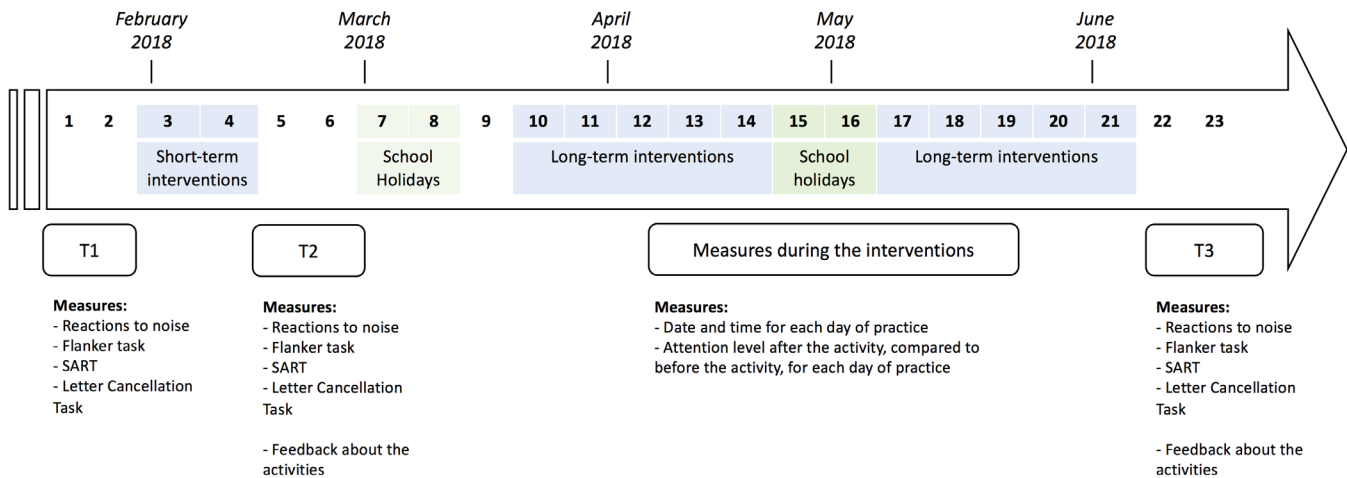 February 2018
March 2018
April 2018
May 2018
June 2018
1 2 3 4 5 6 7 8 9 10 11 12 13 14 15 16 17 18 19 20 21 22 23
Short-term interventions
School Holidays
Long-term interventions
School holidays
Long-term interventions
T1
T2
Measures during the interventions
T3
Measures:
- Reactions to noise
- Flanker task
- SART
- Letter Cancellation
Task
Measures:
- Reactions to noise
- Flanker task
- SART
- Letter Cancellation
Task
- Feedback about the
activities
Measures:
- Date and time for each day of practice
- Attention level after the activity, compared to
before the activity, for each day of practice
Measures:
- Reactions to noise
- Flanker task
- SART
- Letter Cancellation
Task
- Feedback about the
activities